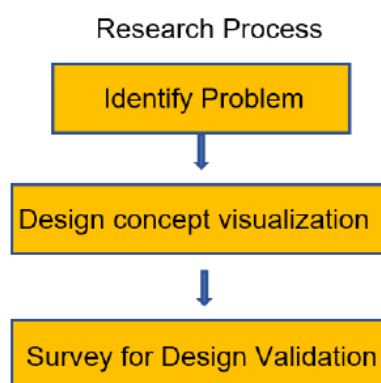 Research Process
Identify Problem
Design concept visualization
Survey for Design Validation